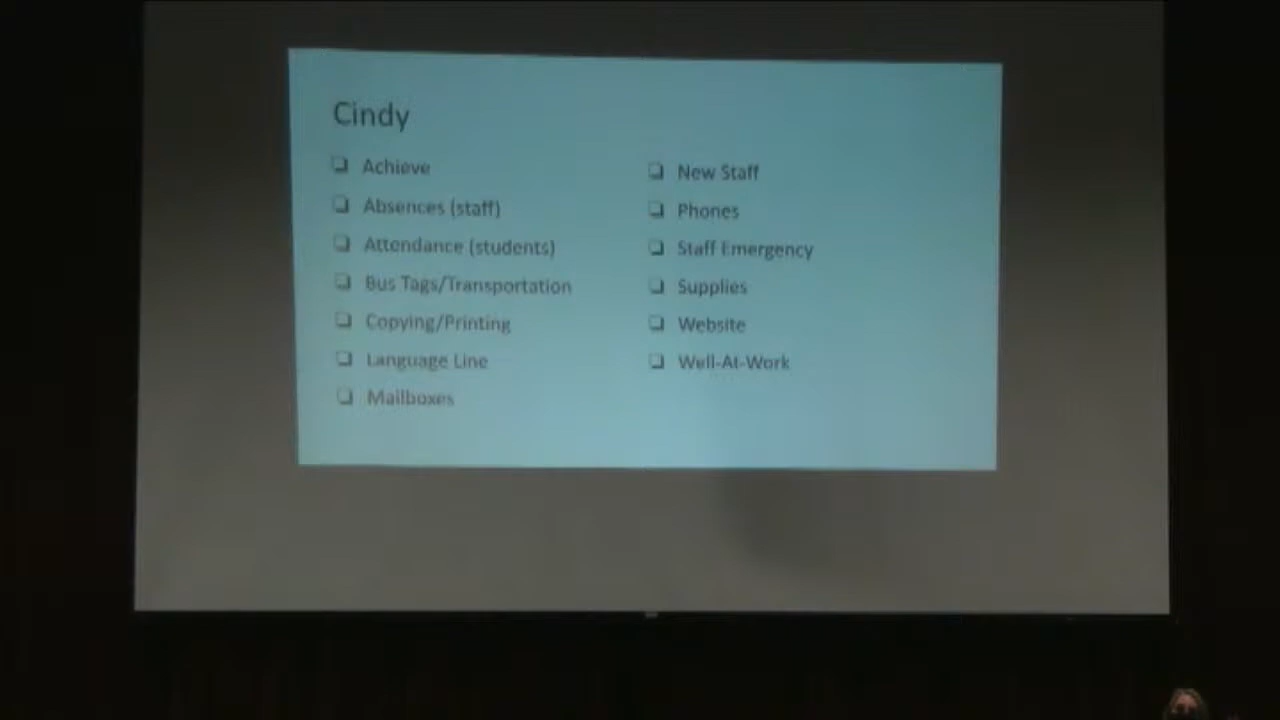 Cindy
Achieve
Absences (staff)
Attendance (students)
Bus Tags/Transportation
Copying/Printing
Language Line
Mailboxes
New Staff
Phones
Staff Emergency
Supplies
Website
Well-At-Work